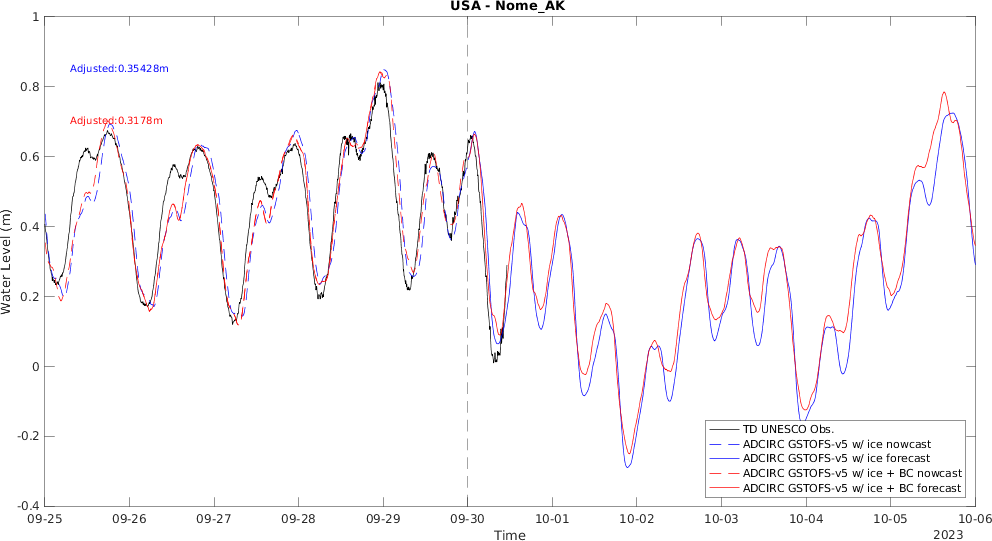 USA - Nome_AK
Adjusted:0.35428m
Adjusted:0.3178m
Water Level (m)
1
0.8
0.6
0.4
0.2
0
-0.2
-0.4
TD UNESCO Obs.
ADCIRC GSTOFS-v5 w/ ice nowcast
ADCIRC GSTOFS-v5 w/ ice forecast
ADCIRC GSTOFS-v5 w/ ice + BC nowcast
ADCIRC GSTOFS-v5 w/ ice + BC forecast
09-25 09-26 09-27 09-28 09-29 09-30 10-01 10-02 10-03 10-04 10-05 10-06
Time
2023